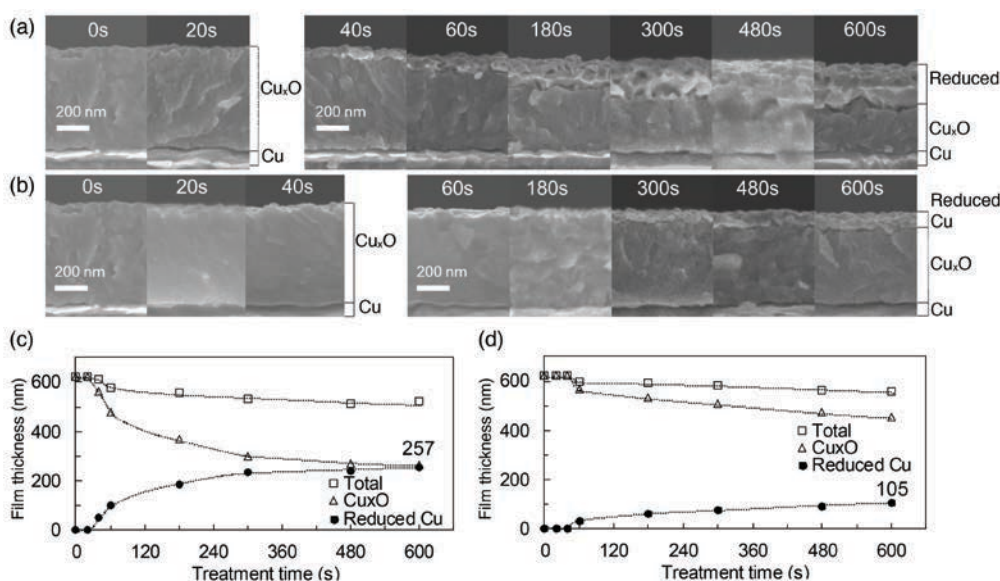 (a)
0s 20s 40s 60s 180s 300s 480s 600s
CuxO
Cu
200 nm
200 nm
Reduced
CuxO
Cu
(b)
0s 20s 40s 60s 180s 300s 480s 600s
CuxO
Cu
200 nm
200 nm
Reduced
Cu
CuxO
Cu
(c)
Film thickness (nm)
600
400
200
0
257
Total
CuxO
Reduced Cu
0 120 240 360 480 600
Treatment time (s)
(d)
Film thickness (nm)
600
400
200
0
Total
CuxO
Reduced Cu
105
0 120 240 360 480 600
Treatment time (s)